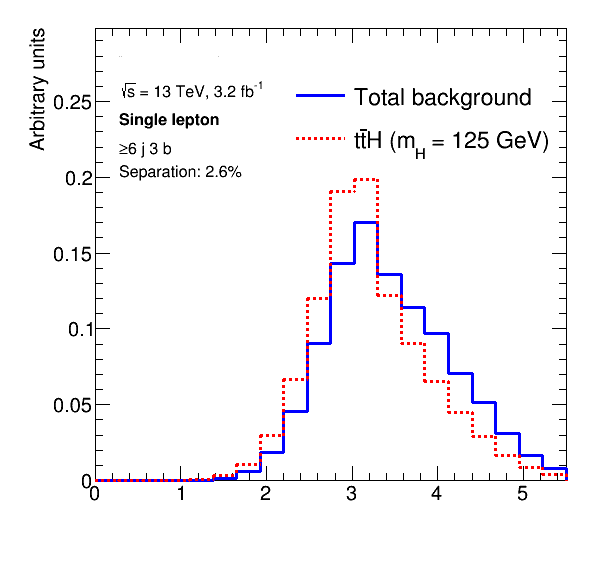 Arbitrary units
√s = 13 TeV, 3.2 fb⁻¹
Single lepton
≥6 j 3 b
Separation: 2.6%
Total background
tt̄H (m_H = 125 GeV)
0.25
0.2
0.15
0.1
0.05
0
0 1 2 3 4 5